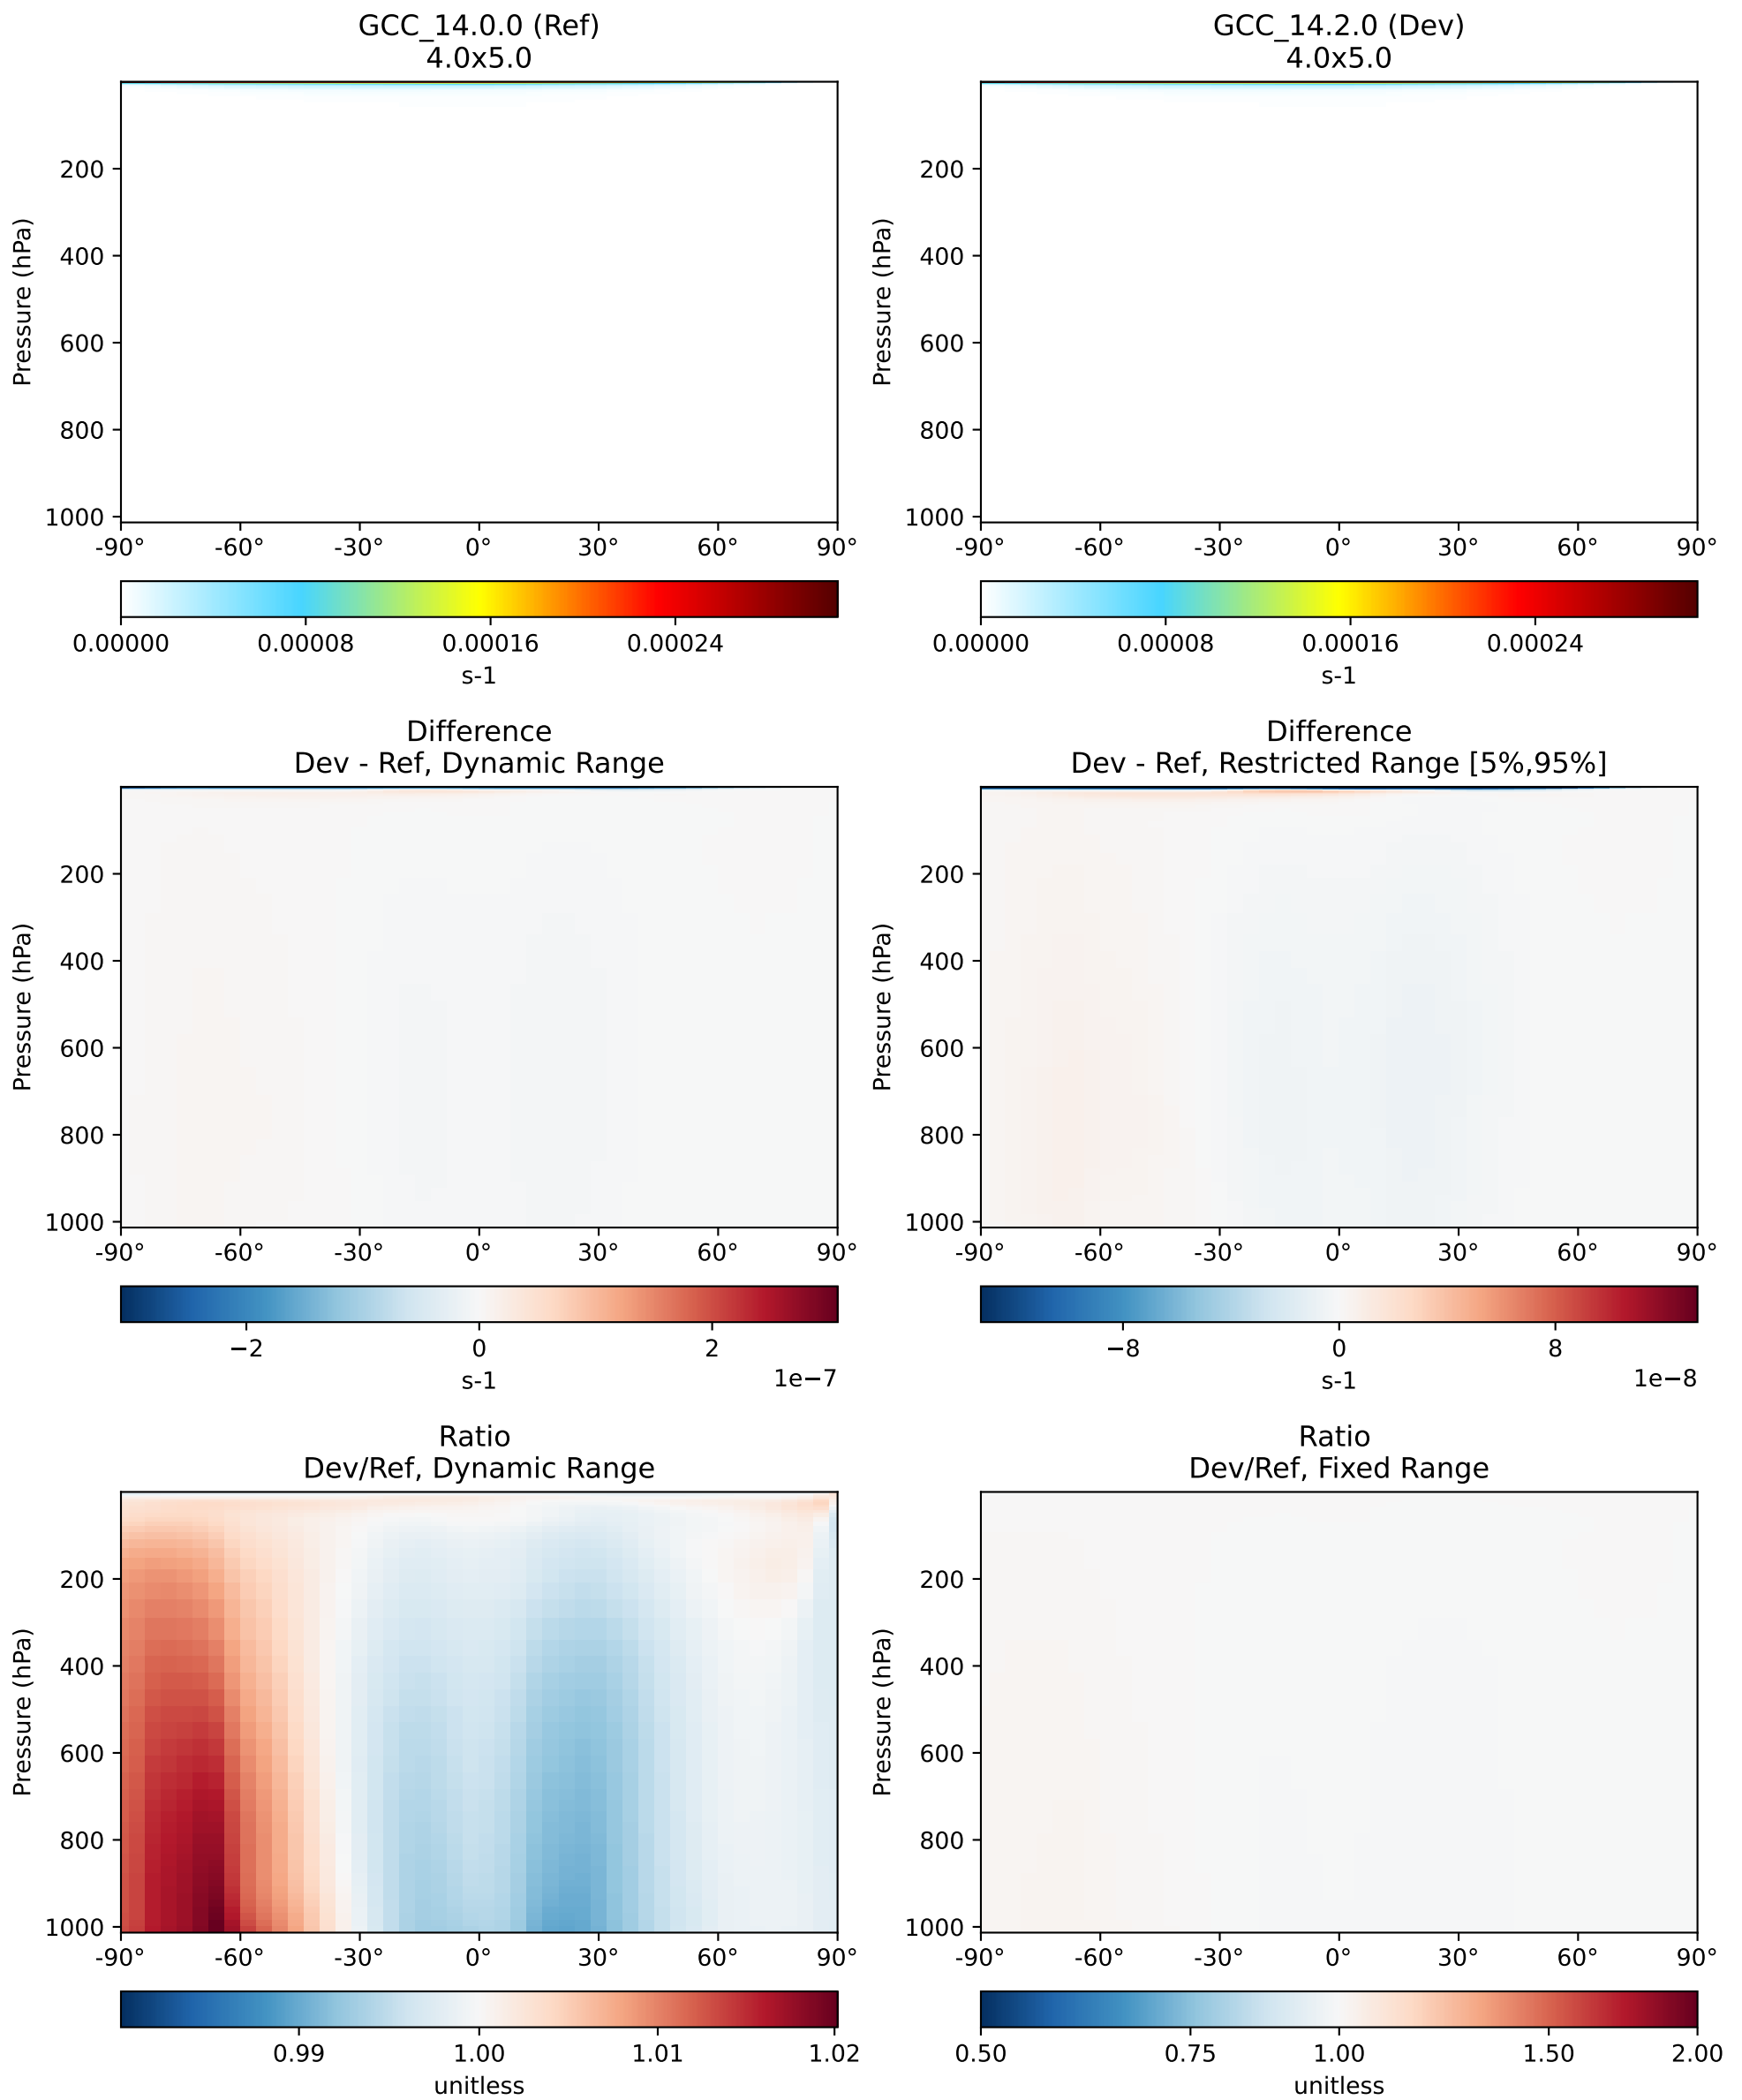 GCC_14.0.0 (Ref)
4.0x5.0
Pressure (hPa)
200
400
600
800
1000
-90° -60° -30° 0° 30° 60° 90°
0.00000 0.00008 0.00016 0.00024
s-1
GCC_14.2.0 (Dev)
4.0x5.0
Pressure (hPa)
200
400
600
800
1000
-90° -60° -30° 0° 30° 60° 90°
0.00000 0.00008 0.00016 0.00024
s-1
Difference
Dev - Ref, Dynamic Range
Pressure (hPa)
200
400
600
800
1000
-90° -60° -30° 0° 30° 60° 90°
−2 0 2
s-1
1e−7
Difference
Dev - Ref, Restricted Range [5%,95%]
Pressure (hPa)
200
400
600
800
1000
-90° -60° -30° 0° 30° 60° 90°
−8 0 8
s-1
1e−8
Ratio
Dev/Ref, Dynamic Range
Pressure (hPa)
200
400
600
800
1000
-90° -60° -30° 0° 30° 60° 90°
0.99 1.00 1.01 1.02
unitless
Ratio
Dev/Ref, Fixed Range
Pressure (hPa)
200
400
600
800
1000
-90° -60° -30° 0° 30° 60° 90°
0.50 0.75 1.00 1.50 2.00
unitless